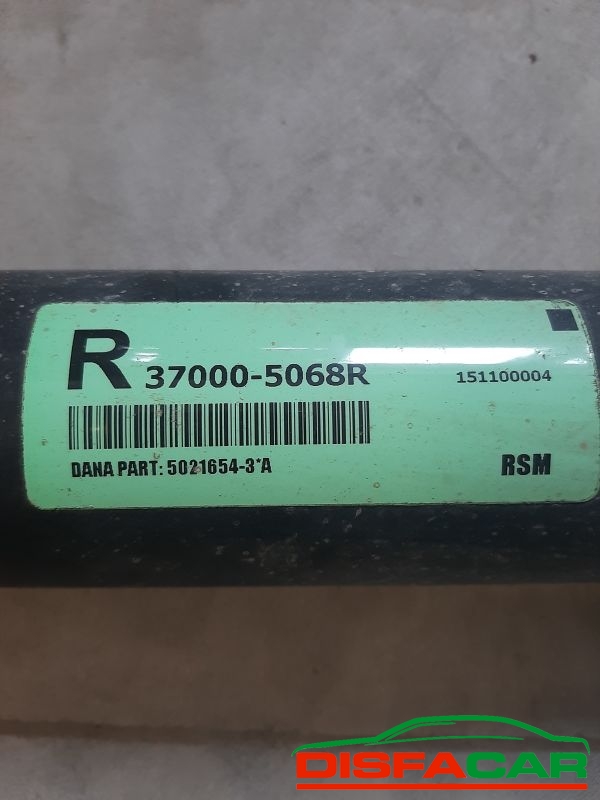 R 37000-5068R 151100004
DANA PART: 5021654-3*A RSM
DISFACAR